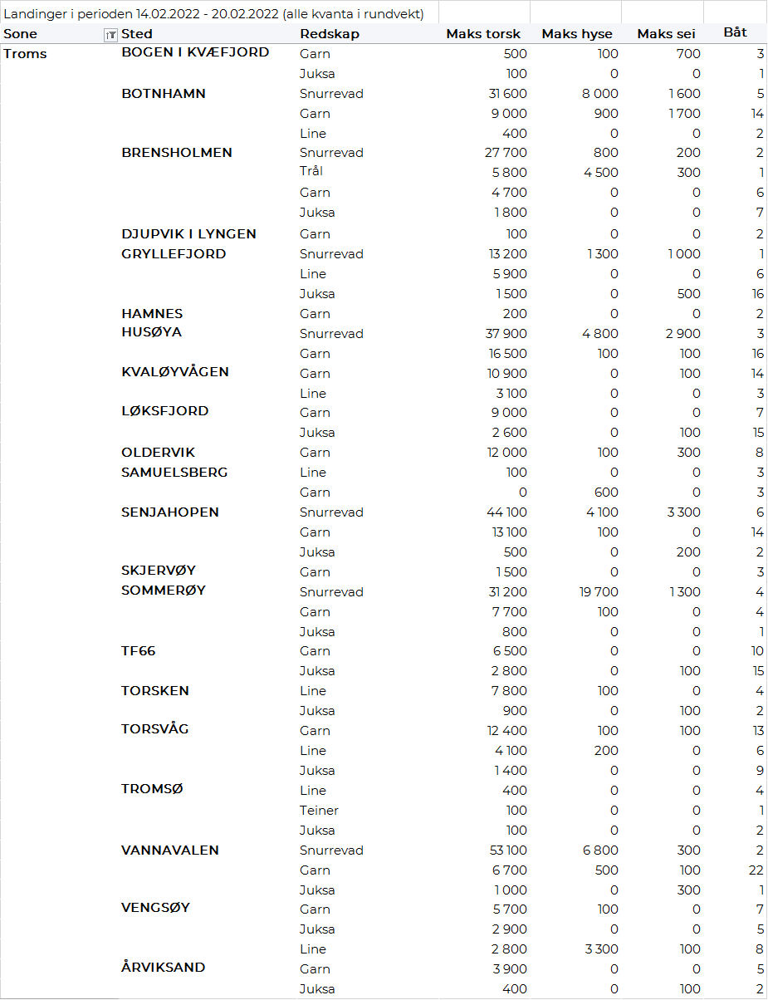 Landinger i perioden 14.02.2022 - 20.02.2022 (alle kvanta i rundvekt)
Sone Sted Redskap Maks torsk Maks hyse Maks sei Båt
Troms BOGEN I KVÆFJORD Garn 500 100 700 3
Juksa 100 0 0 1
BOTNHAMN Snurrevad 31 600 8 000 1 600 5
Garn 9 000 900 1 700 14
Line 400 0 0 2
BRENSHOLMEN Snurrevad 27 700 800 200 2
Trål 5 800 4 500 300 1
Garn 4 700 0 0 6
Juksa 1 800 0 0 7
DJUPVIK I LYNGEN Garn 100 0 0 2
GRYLLEFJORD Snurrevad 13 200 1 300 1 000 1
Line 5 900 0 0 6
Juksa 1 500 0 500 16
HAMNES Garn 200 0 0 2
HUSØYA Snurrevad 37 900 4 800 2 900 3
Garn 16 500 100 100 16
KVALØYVÅGEN Garn 10 900 0 100 14
Line 3 100 0 0 3
LØKSFJORD Garn 9 000 0 0 7
Juksa 2 600 0 100 15
OLDERVIK Garn 12 000 100 300 8
SAMUELSBERG Line 100 0 0 3
Garn 0 600 0 3
SENJAHOPEN Snurrevad 44 100 4 100 3 300 6
Garn 13 100 100 0 14
Juksa 500 0 200 2
SKJERVØY Garn 1 500 0 0 3
SOMMERØY Snurrevad 31 200 19 700 1 300 4
Garn 7 700 100 0 4
Juksa 800 0 0 1
TF66 Garn 6 500 0 0 10
Juksa 2 800 0 100 15
TORSKEN Line 7 800 100 0 4
Juksa 900 0 100 2
TORSVÅG Garn 12 400 100 100 13
Line 4 100 200 0 6
Juksa 1 400 0 0 9
TROMSØ Line 400 0 0 4
Teiner 100 0 0 1
Juksa 100 0 0 2
VANNAVALEN Snurrevad 53 100 6 800 300 2
Garn 6 700 500 100 22
Juksa 1 000 0 300 1
VENGSØY Garn 5 700 100 0 7
Juksa 2 900 0 0 5
Line 2 800 3 300 100 8
ÅRVIKSAND Garn 3 900 0 0 5
Juksa 400 0 100 2